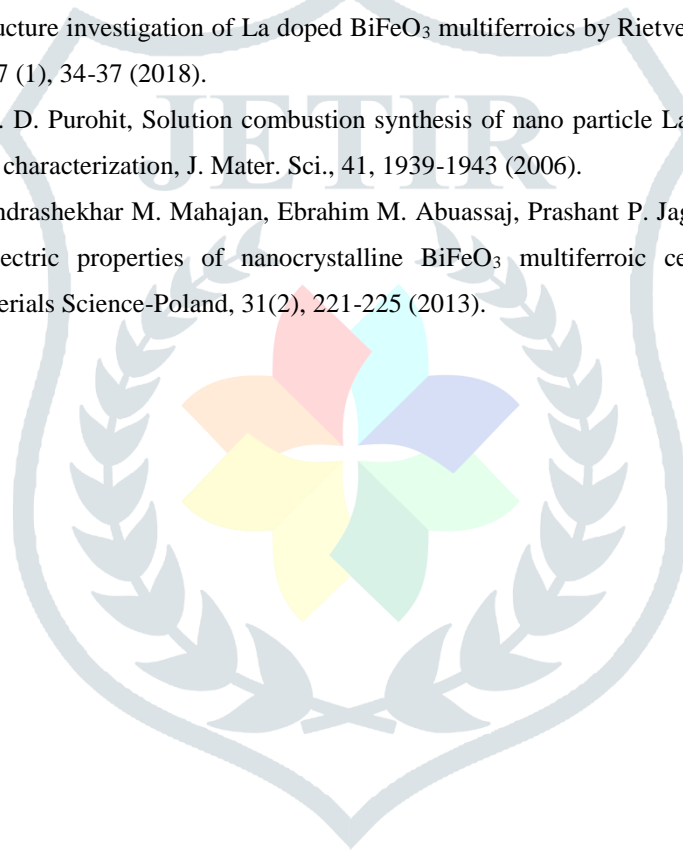 ucture investigation of La doped BiFeO₃ multiferroics by Rietve
7 (1), 34-37 (2018).
. D. Purohit, Solution combustion synthesis of nano particle La
characterization, J. Mater. Sci., 41, 1939-1943 (2006).
ndrashekhar M. Mahajan, Ebrahim M. Abuassaj, Prashant P. Jag
ectric properties of nanocrystalline BiFeO₃ multiferroic ce
erials Science-Poland, 31(2), 221-225 (2013).
JETIR